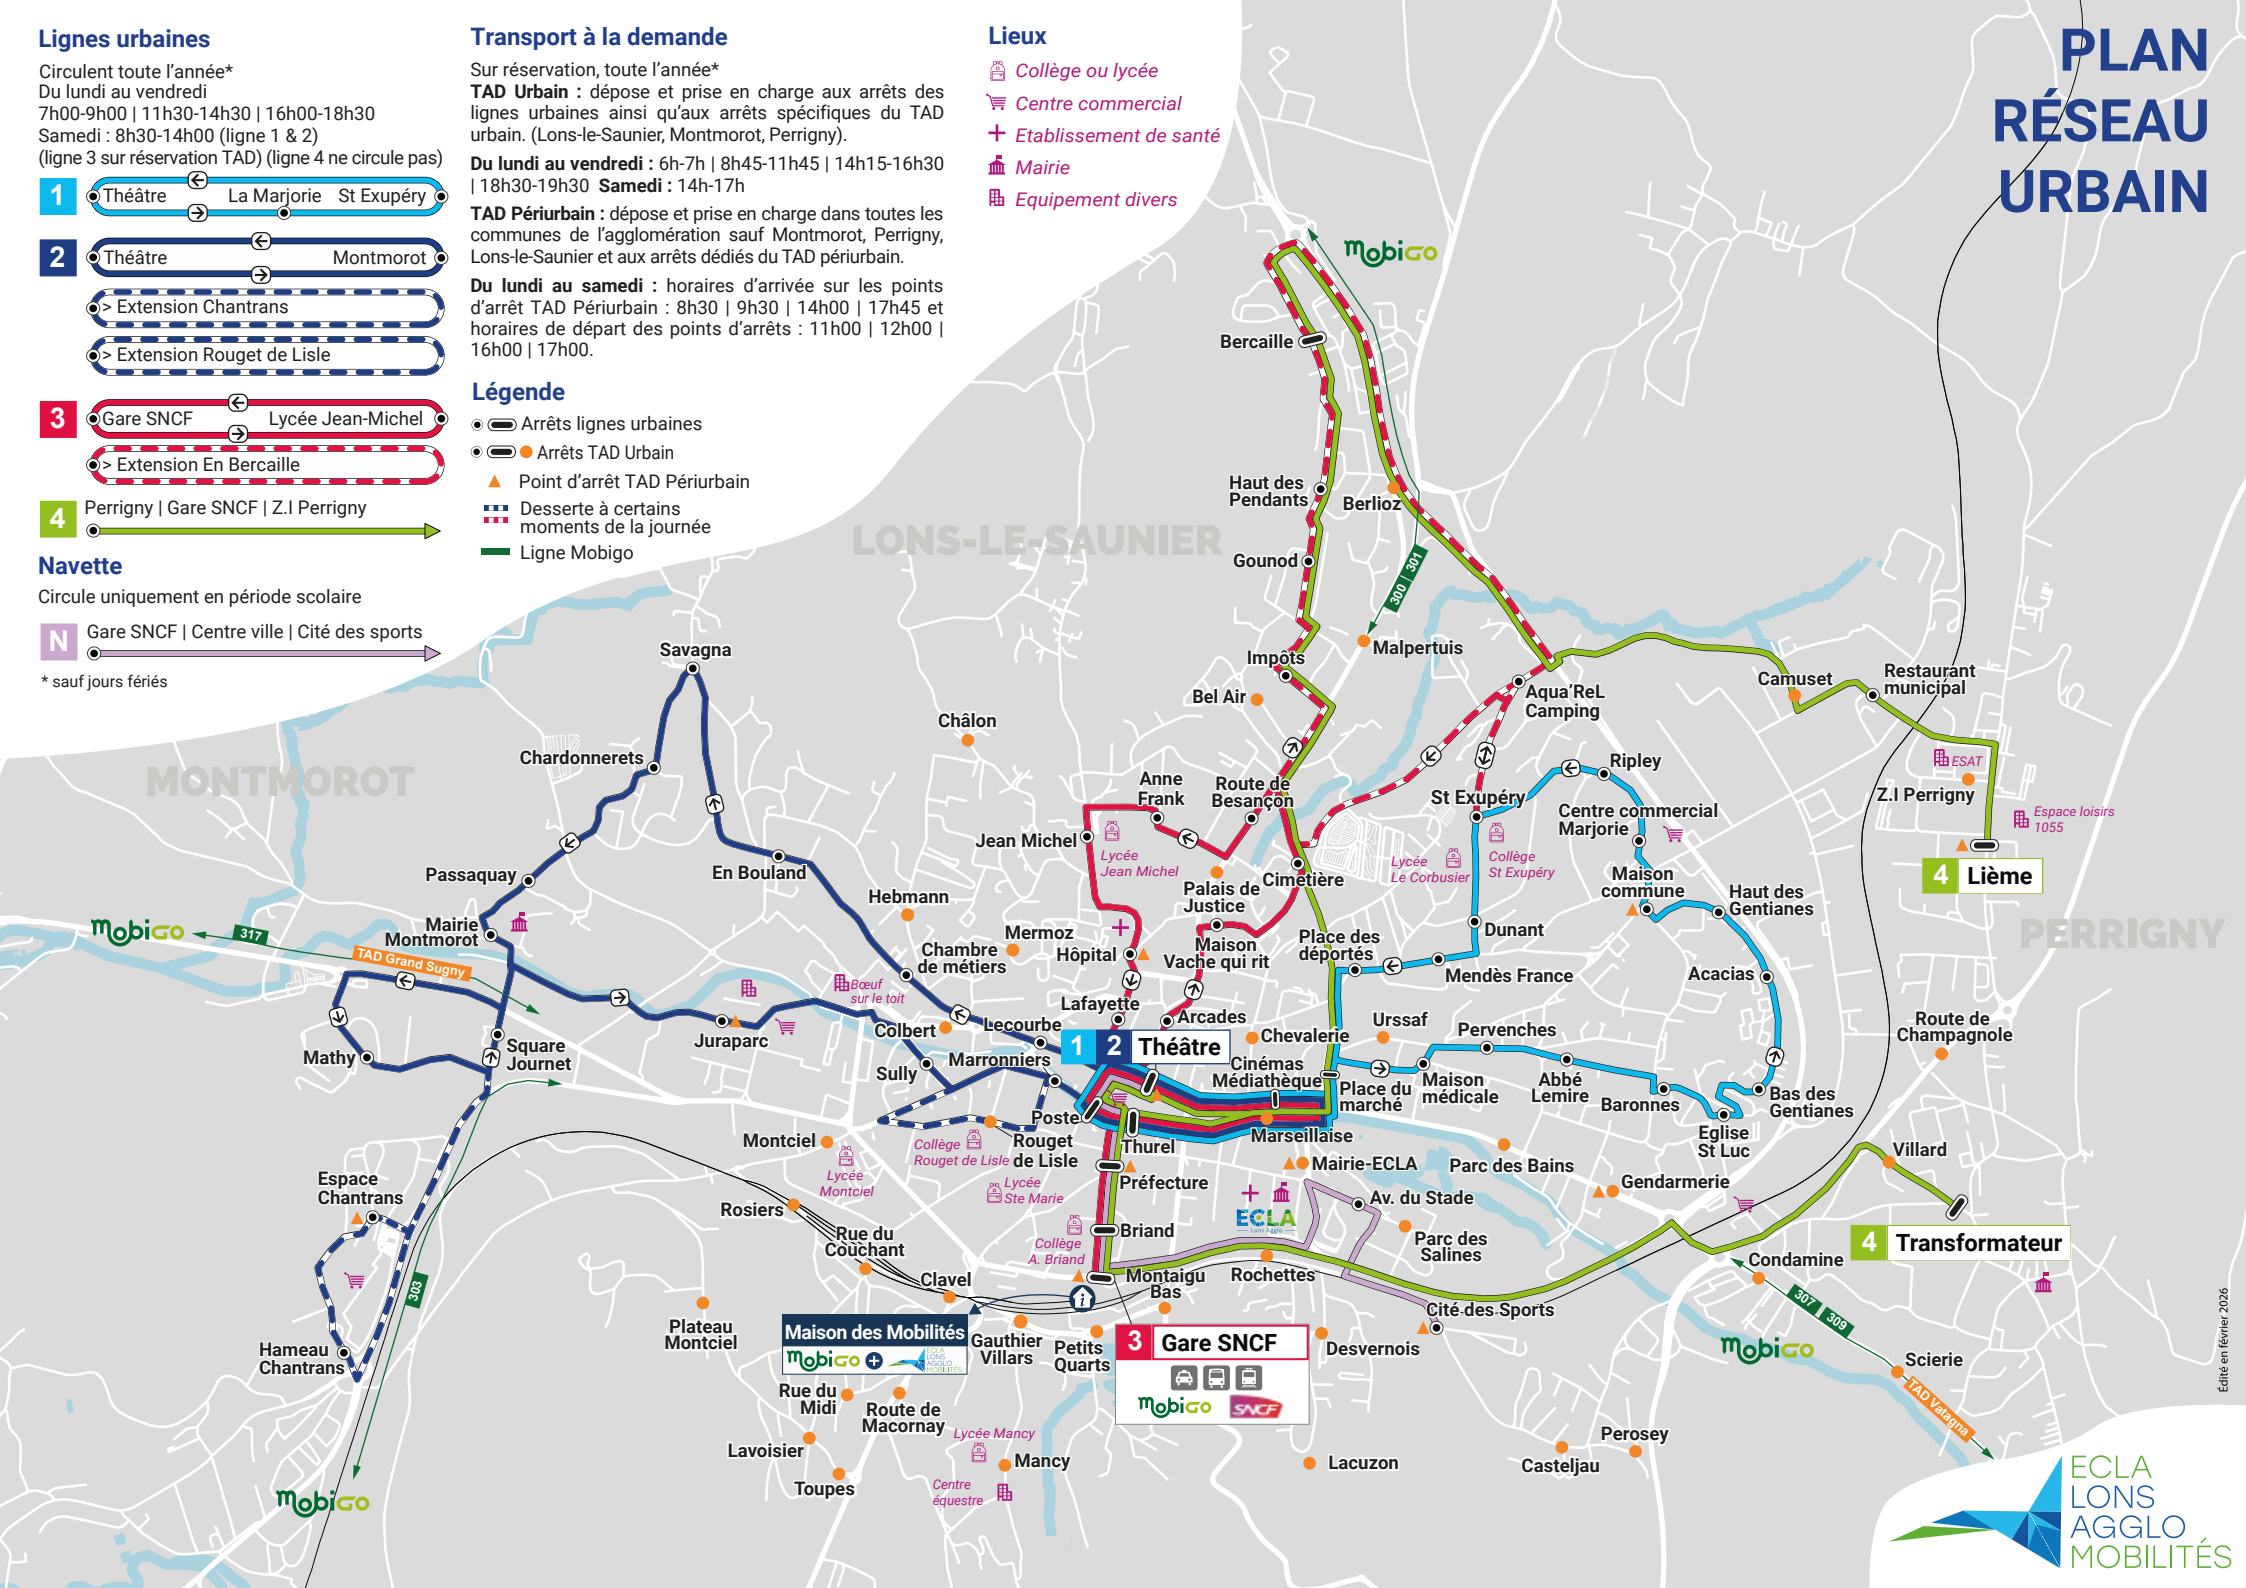 Lignes urbaines
Circulent toute l'année*
Du lundi au vendredi
7h00-9h00 | 11h30-14h30 | 16h00-18h30
Samedi : 8h30-14h00 (ligne 1 & 2)
(ligne 3 sur réservation TAD) (ligne 4 ne circule pas)
1 Théâtre La Marjorie St Exupéry
2 Théâtre Montmorot
> Extension Chantrans
> Extension Rouget de Lisle
3 Gare SNCF Lycée Jean-Michel
> Extension En Bercaille
4 Perrigny | Gare SNCF | Z.I Perrigny
Navette
Circule uniquement en période scolaire
N Gare SNCF | Centre ville | Cité des sports
* sauf jours fériés
Transport à la demande
Sur réservation, toute l'année*
TAD Urbain : dépose et prise en charge aux arrêts des
lignes urbaines ainsi qu'aux arrêts spécifiques du TAD
urbain. (Lons-le-Saunier, Montmorot, Perrigny).
Du lundi au vendredi : 6h-7h | 8h45-11h45 | 14h15-16h30
| 18h30-19h30 Samedi : 14h-17h
TAD Périurbain : dépose et prise en charge dans toutes les
communes de l'agglomération sauf Montmorot, Perrigny,
Lons-le-Saunier et aux arrêts dédiés du TAD périurbain.
Du lundi au samedi : horaires d'arrivée sur les points
d'arrêt TAD Périurbain : 8h30 | 9h30 | 14h00 | 17h45 et
horaires de départ des points d'arrêts : 11h00 | 12h00 |
16h00 | 17h00.
Légende
Arrêts lignes urbaines
Arrêts TAD Urbain
Point d'arrêt TAD Périurbain
Desserte à certains
moments de la journée
Ligne Mobigo
Lieux
Collège ou lycée
Centre commercial
Etablissement de santé
Mairie
Equipement divers
PLAN
RÉSEAU
URBAIN
mobiGO
Bercaille
Haut des
Pendants
Berlioz
LONS-LE-SAUNIER
Gounod
300 | 301
Malpertuis
Impôts
Bel Air
Aqua'ReL
Camping
Camuset
Restaurant
municipal
ESAT
Z.I Perrigny
Espace loisirs
1055
4 Lième
PERRIGNY
Savagna
Chardonnerets
MONTMOROT
Châlon
Anne
Frank
Route de
Besançon
Jean Michel
Lycée
Jean Michel
St Exupéry
Ripley
Centre commercial
Marjorie
Lycée
Le Corbusier
Collège
St Exupéry
Maison
commune
Haut des
Gentianes
Passaquay
En Bouland
Hebmann
Palais de
Justice
Cimetière
Mairie
Montmorot
mobiGO
317
TAD Grand Sugny
Chambre
de métiers
Mermoz
Hôpital
Maison
Vache qui rit
Place des
déportés
Dunant
Mendès France
Acacias
Bœuf
sur le toit
Lafayette
Arcades
Juraparc
Colbert
Lecourbe
1 2 Théâtre
Chevalerie
Urssaf
Pervenches
Route de
Champagnole
Mathy
Square
Journet
Sully
Marronniers
Cinémas
Médiathèque
Place du
marché
Maison
médicale
Abbé
Lemire
Baronnes
Bas des
Gentianes
Eglise
St Luc
Poste
Thurel
Marseillaise
Montciel
Collège
Rouget de Lisle
Rouget
de Lisle
Lycée
Montciel
Lycée
Ste Marie
Préfecture
Mairie-ECLA
Parc des Bains
Gendarmerie
Villard
Espace
Chantrans
Rosiers
Rue du
Couchant
Collège
A. Briand
Briand
ECLA
Lons Agglo
Av. du Stade
Parc des
Salines
4 Transformateur
303
Clavel
Montaigu
Bas
Rochettes
Condamine
307 | 309
mobiGO
Cité des Sports
Plateau
Montciel
Maison des Mobilités
mobiGO +
ECLA
LONS
AGGLO
MOBILITÉS
Gauthier
Villars
Petits
Quarts
3 Gare SNCF
mobiGO SNCF
Desvernois
Scierie
TAD Vatagna
Hameau
Chantrans
Rue du
Midi
Route de
Macornay
Lycée Mancy
Mancy
Centre
équestre
Lavoisier
Toupes
Lacuzon
Casteljau
Perosey
mobiGO
Édité en février 2026
ECLA
LONS
AGGLO
MOBILITÉS